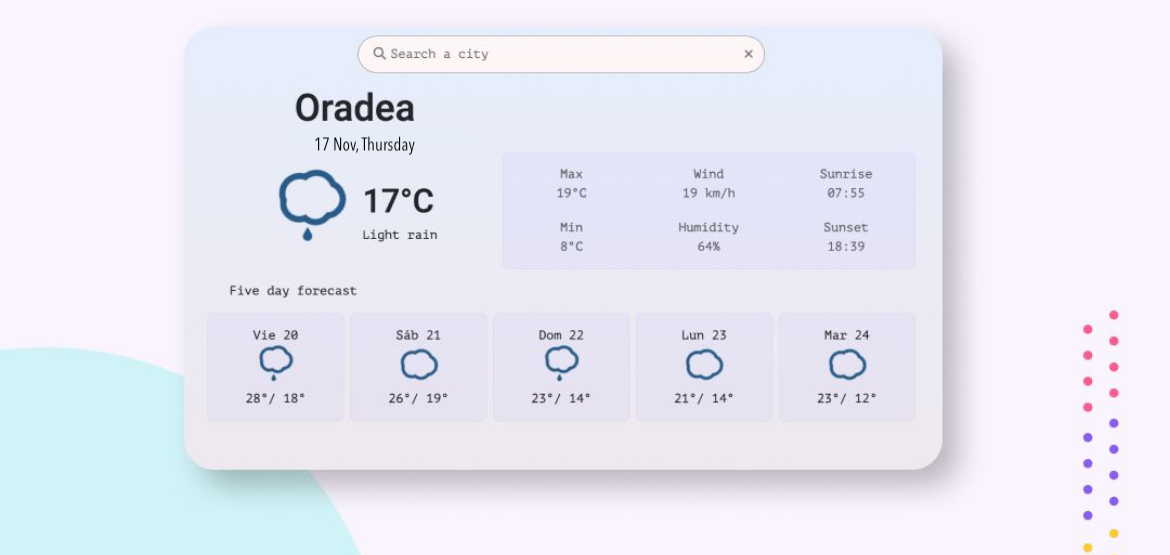 Search a city ×
Oradea
17 Nov, Thursday
17°C
Light rain
Max Wind Sunrise
19°C 19 km/h 07:55
Min Humidity Sunset
8°C 64% 18:39
Five day forecast
Vie 20 Sáb 21 Dom 22 Lun 23 Mar 24
28°/ 18° 26°/ 19° 23°/ 14° 21°/ 14° 23°/ 12°